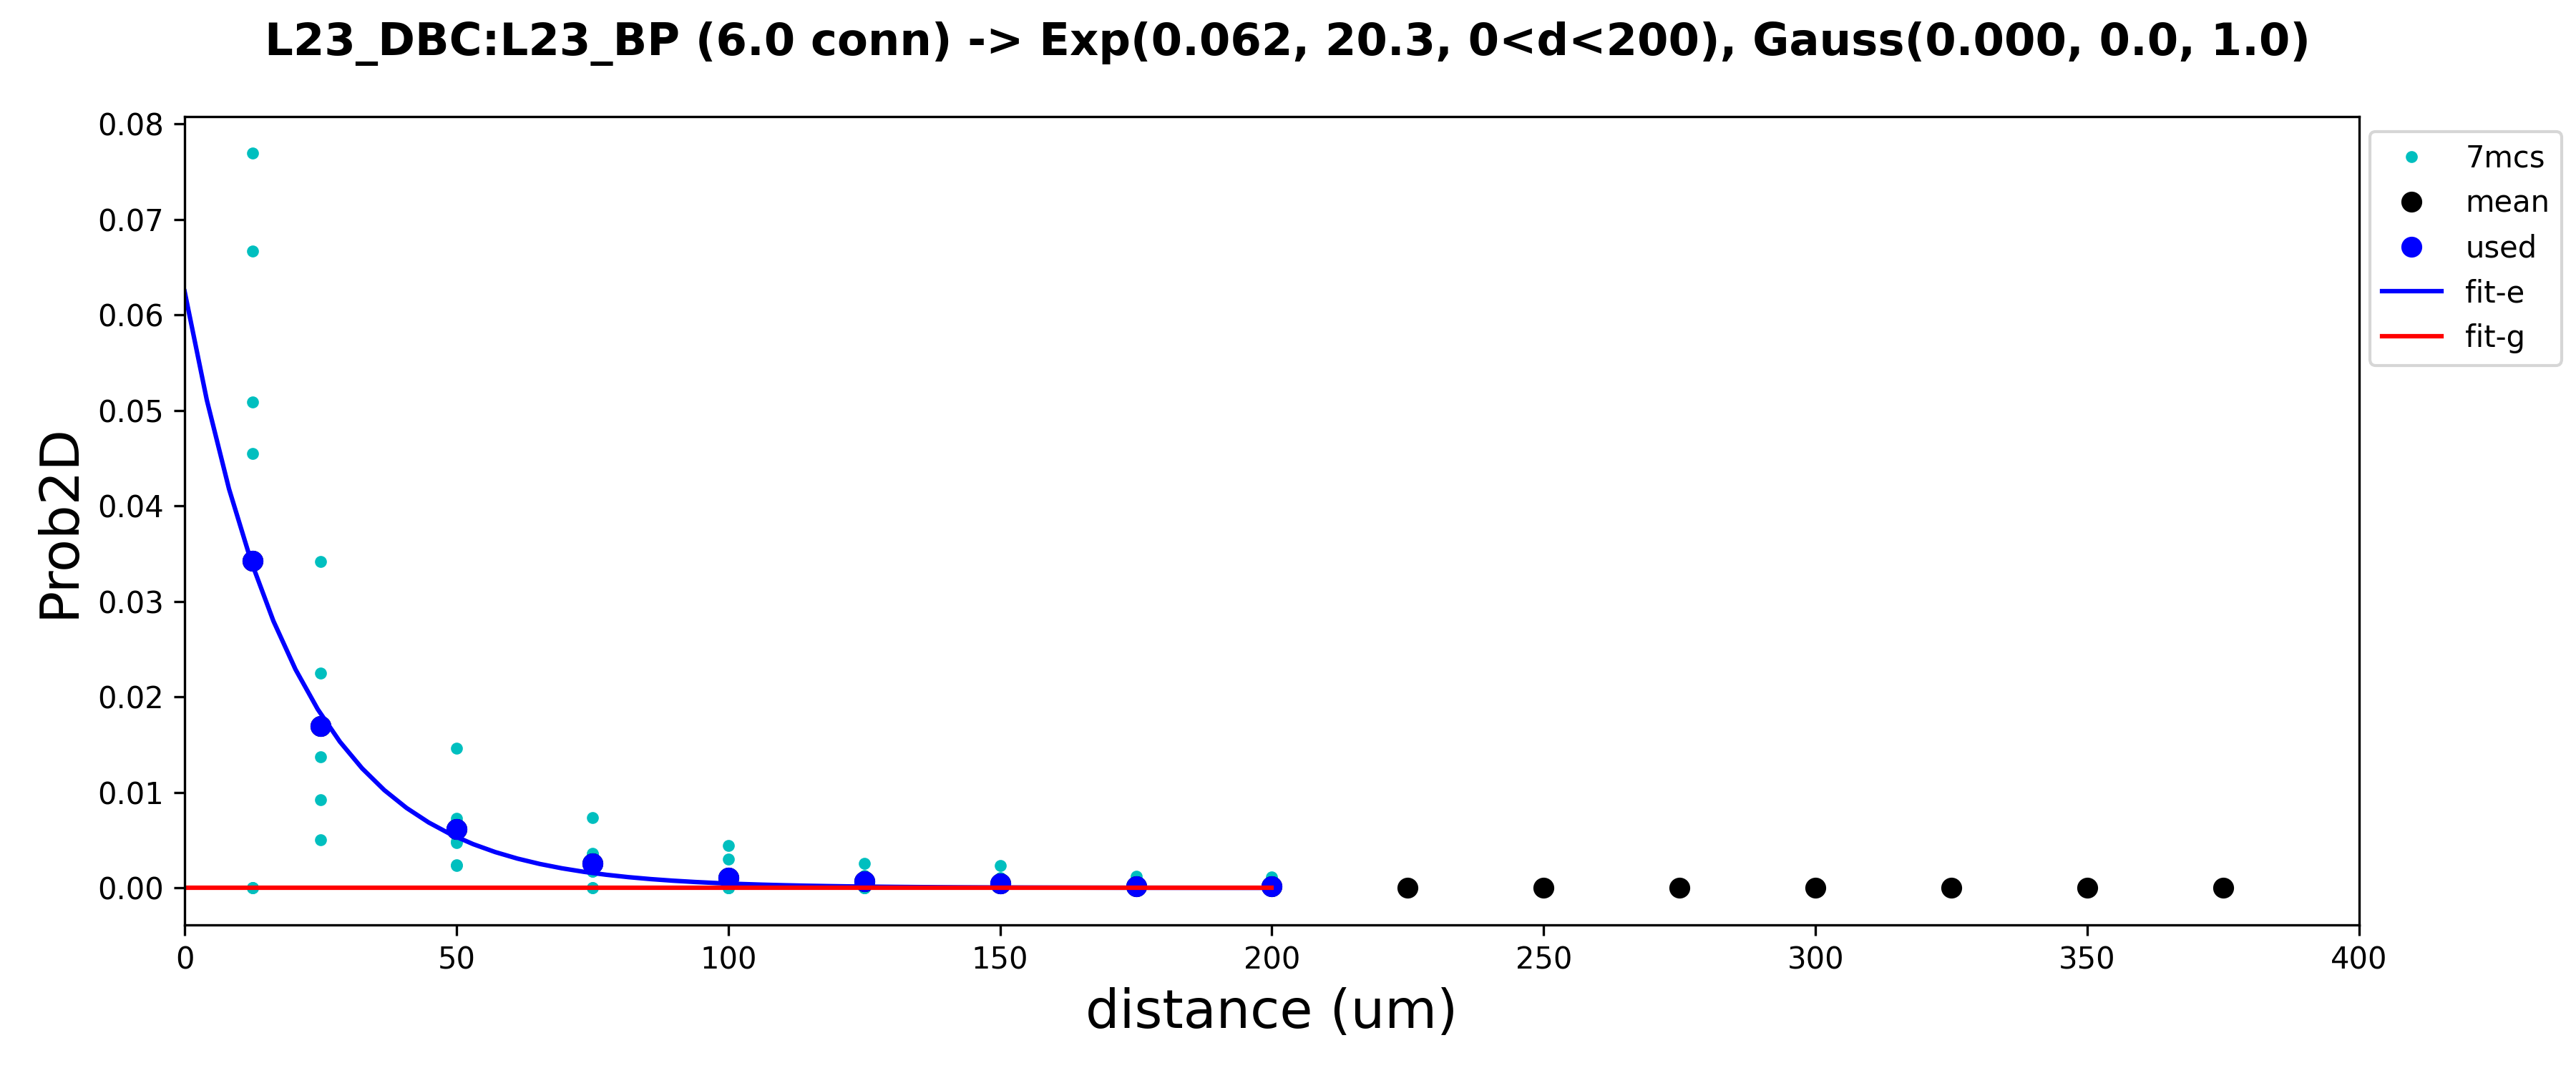 L23_DBC:L23_BP (6.0 conn) -> Exp(0.062, 20.3, 0<d<200), Gauss(0.000, 0.0, 1.0)
0.08
0.07
0.06
0.05
0.04
0.03
0.02
0.01
0.00
Prob2D
0 50 100 150 200 250 300 350 400
distance (um)
7mcs
mean
used
fit-e
fit-g